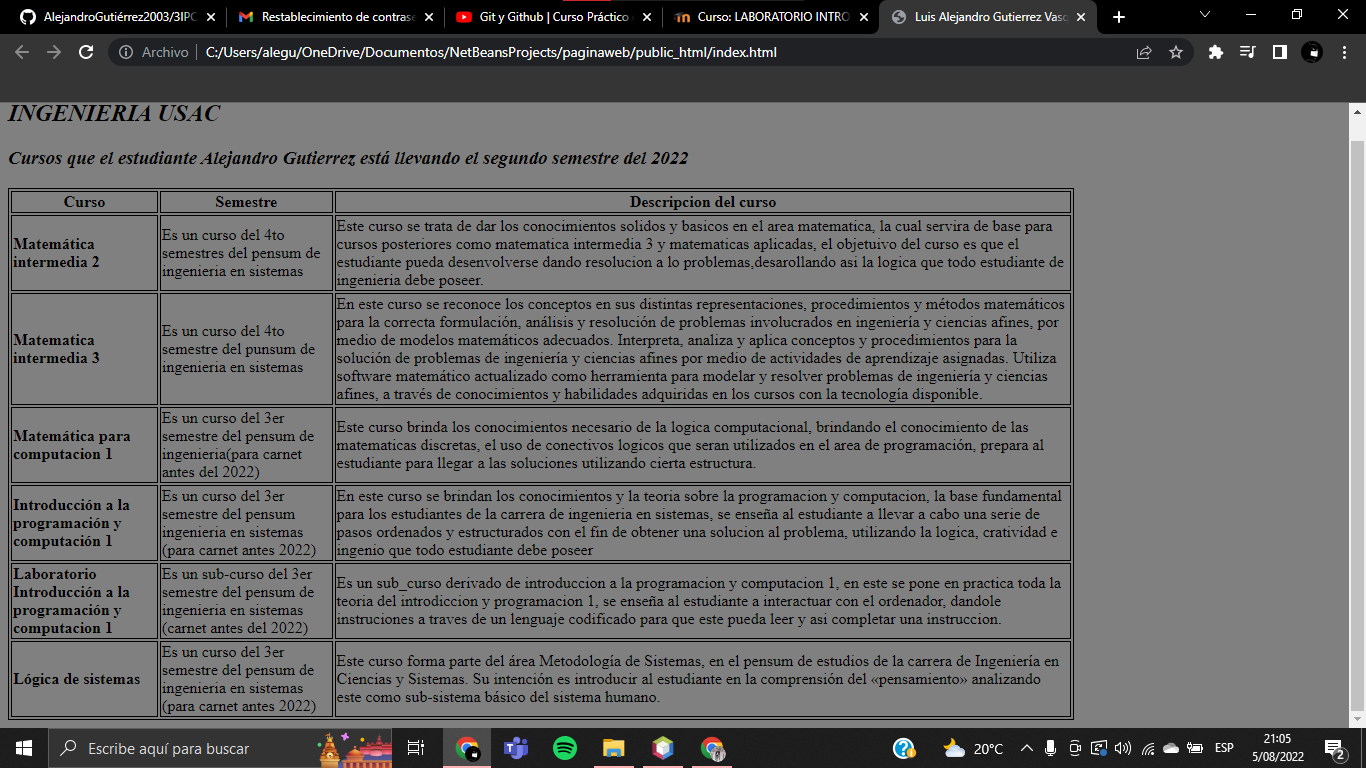 AlejandroGutiérrez2003/3IPC
Restablecimiento de contrase
Git y Github | Curso Práctico
Curso: LABORATORIO INTRO
Luis Alejandro Gutierrez Vasq
Archivo
C:/Users/alegu/OneDrive/Documentos/NetBeansProjects/paginaweb/public_html/index.html
INGENIERIA USAC
Cursos que el estudiante Alejandro Gutierrez está llevando el segundo semestre del 2022
Curso
Semestre
Descripcion del curso
Matemática
intermedia 2
Es un curso del 4to
semestres del pensum de
ingenieria en sistemas
Este curso se trata de dar los conocimientos solidos y basicos en el area matematica, la cual servira de base para
cursos posteriores como matematica intermedia 3 y matematicas aplicadas, el objetuivo del curso es que el
estudiante pueda desenvolverse dando resolucion a lo problemas,desarollando asi la logica que todo estudiante de
ingenieria debe poseer.
Matematica
intermedia 3
Es un curso del 4to
semestre del punsum de
ingenieria en sistemas
En este curso se reconoce los conceptos en sus distintas representaciones, procedimientos y métodos matemáticos
para la correcta formulación, análisis y resolución de problemas involucrados en ingeniería y ciencias afines, por
medio de modelos matemáticos adecuados. Interpreta, analiza y aplica conceptos y procedimientos para la
solución de problemas de ingeniería y ciencias afines por medio de actividades de aprendizaje asignadas. Utiliza
software matemático actualizado como herramienta para modelar y resolver problemas de ingeniería y ciencias
afines, a través de conocimientos y habilidades adquiridas en los cursos con la tecnología disponible.
Matemática para
computacion 1
Es un curso del 3er
semestre del pensum de
ingenieria(para carnet
antes del 2022)
Este curso brinda los conocimientos necesario de la logica computacional, brindando el conocimiento de las
matematicas discretas, el uso de conectivos logicos que seran utilizados en el area de programación, prepara al
estudiante para llegar a las soluciones utilizando cierta estructura.
Introducción a la
programación y
computación 1
Es un curso del 3er
semestre del pensum
ingenieria en sistemas
(para carnet antes 2022)
En este curso se brindan los conocimientos y la teoria sobre la programacion y computacion, la base fundamental
para los estudiantes de la carrera de ingenieria en sistemas, se enseña al estudiante a llevar a cabo una serie de
pasos ordenados y estructurados con el fin de obtener una solucion al problema, utilizando la logica, cratividad e
ingenio que todo estudiante debe poseer
Laboratorio
Introducción a la
programación y
computacion 1
Es un sub-curso del 3er
semestre del pensum de
ingenieria en sistemas
(carnet antes del 2022)
Es un sub_curso derivado de introduccion a la programacion y computacion 1, en este se pone en practica toda la
teoria del introdiccion y programacion 1, se enseña al estudiante a interactuar con el ordenador, dandole
instruciones a traves de un lenguaje codificado para que este pueda leer y asi completar una instruccion.
Lógica de sistemas
Es un curso del 3er
semestre del pensum de
ingenieria en sistemas
(para carnet antes 2022)
Este curso forma parte del área Metodología de Sistemas, en el pensum de estudios de la carrera de Ingeniería en
Ciencias y Sistemas. Su intención es introducir al estudiante en la comprensión del «pensamiento» analizando
este como sub-sistema básico del sistema humano.
Escribe aquí para buscar
20°C
ESP
21:05
5/08/2022
2